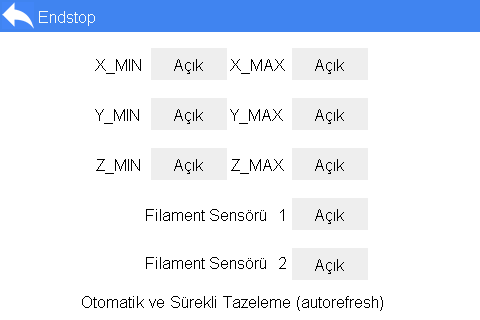 Endstop
X_MIN Açık X_MAX Açık
Y_MIN Açık Y_MAX Açık
Z_MIN Açık Z_MAX Açık
Filament Sensörü 1 Açık
Filament Sensörü 2 Açık
Otomatik ve Sürekli Tazeleme (autorefresh)